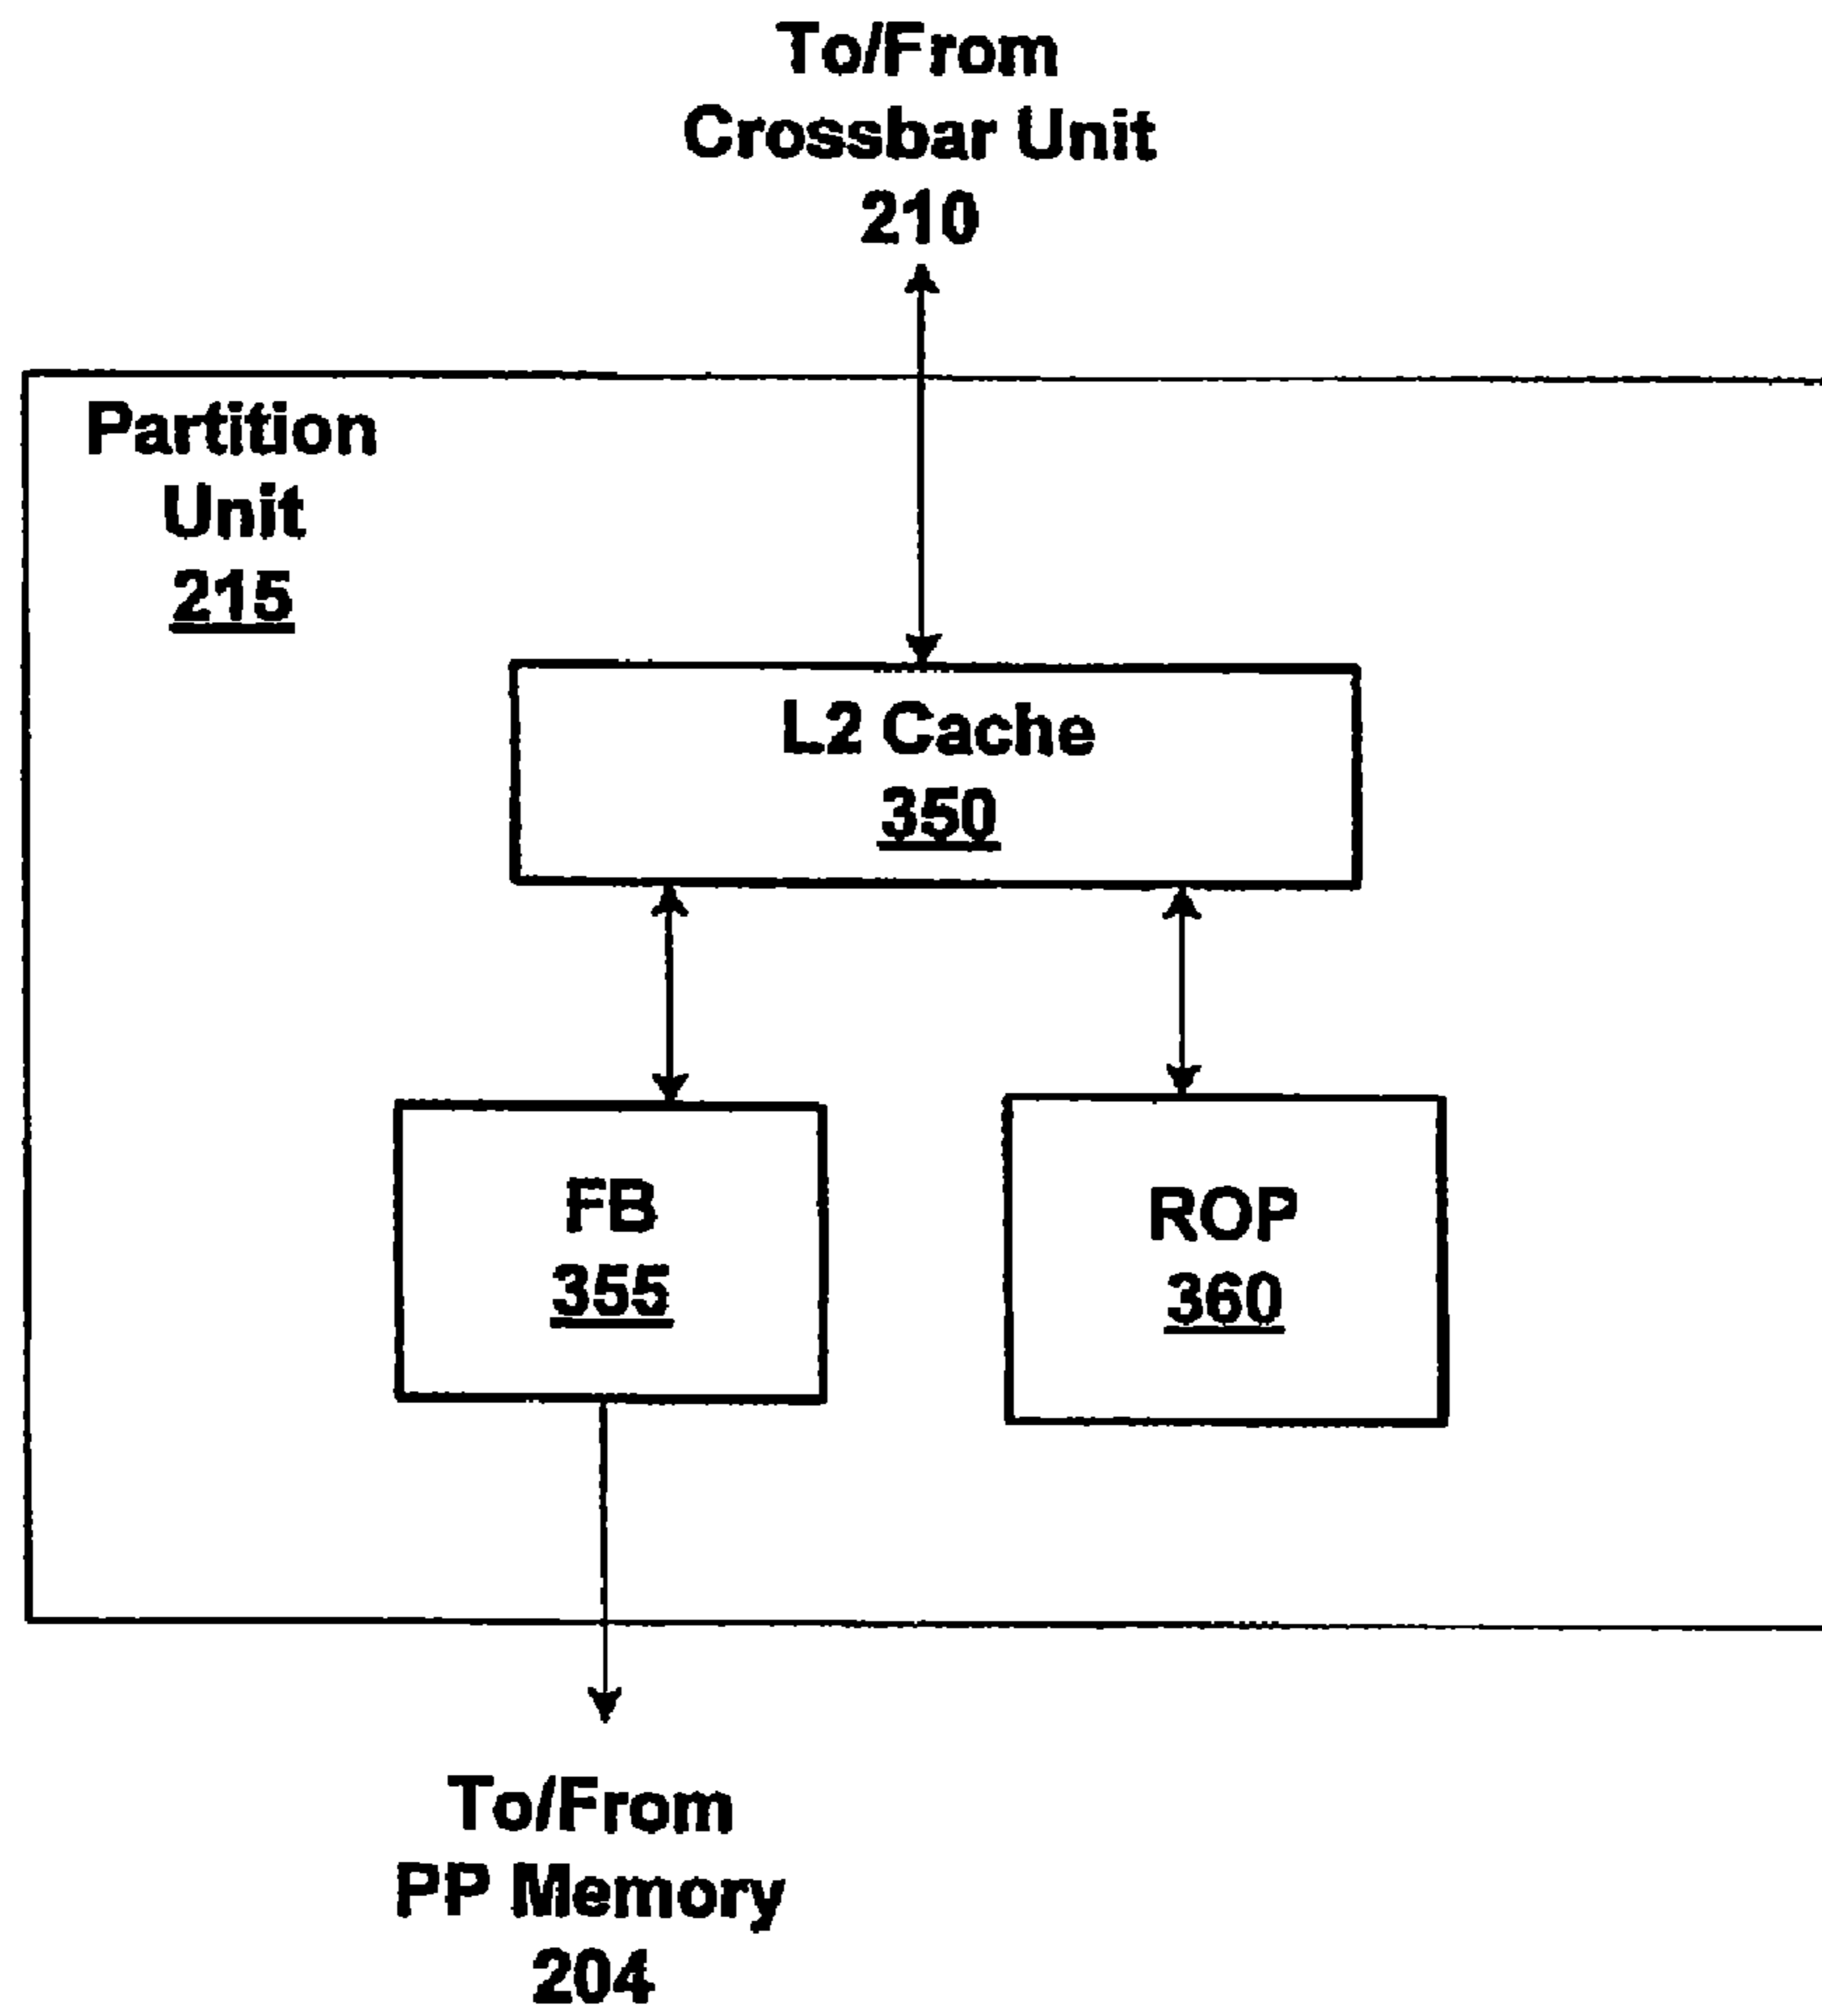 To/From
Crossbar Unit
210
Partition
Unit
215
L2 Cache
350
FB
355
ROP
360
To/From
PP Memory
204